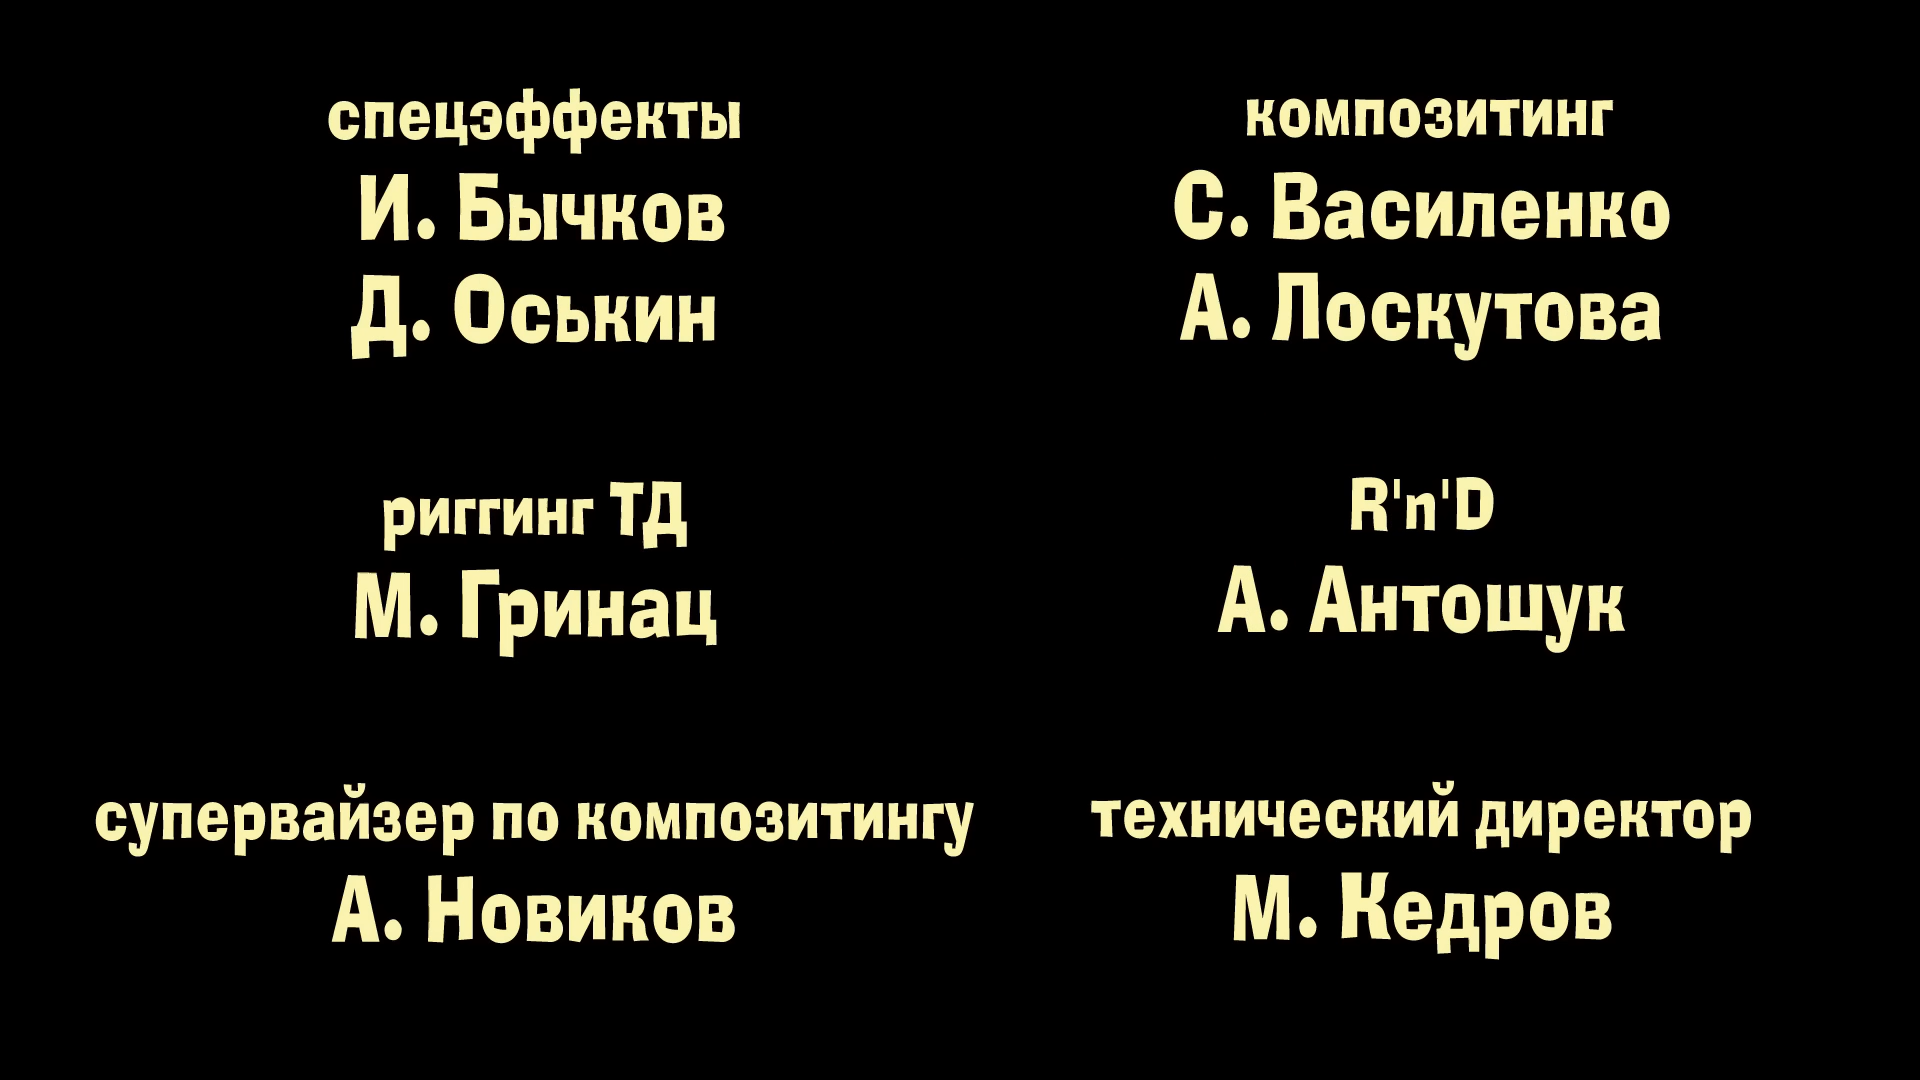 спецэффекты
И. Бычков
Д. Оськин
композитинг
С. Василенко
А. Лоскутова
риггинг ТД
М. Гринац
R'n'D
А. Антошук
супервайзер по композитингу
А. Новиков
технический директор
М. Кедров